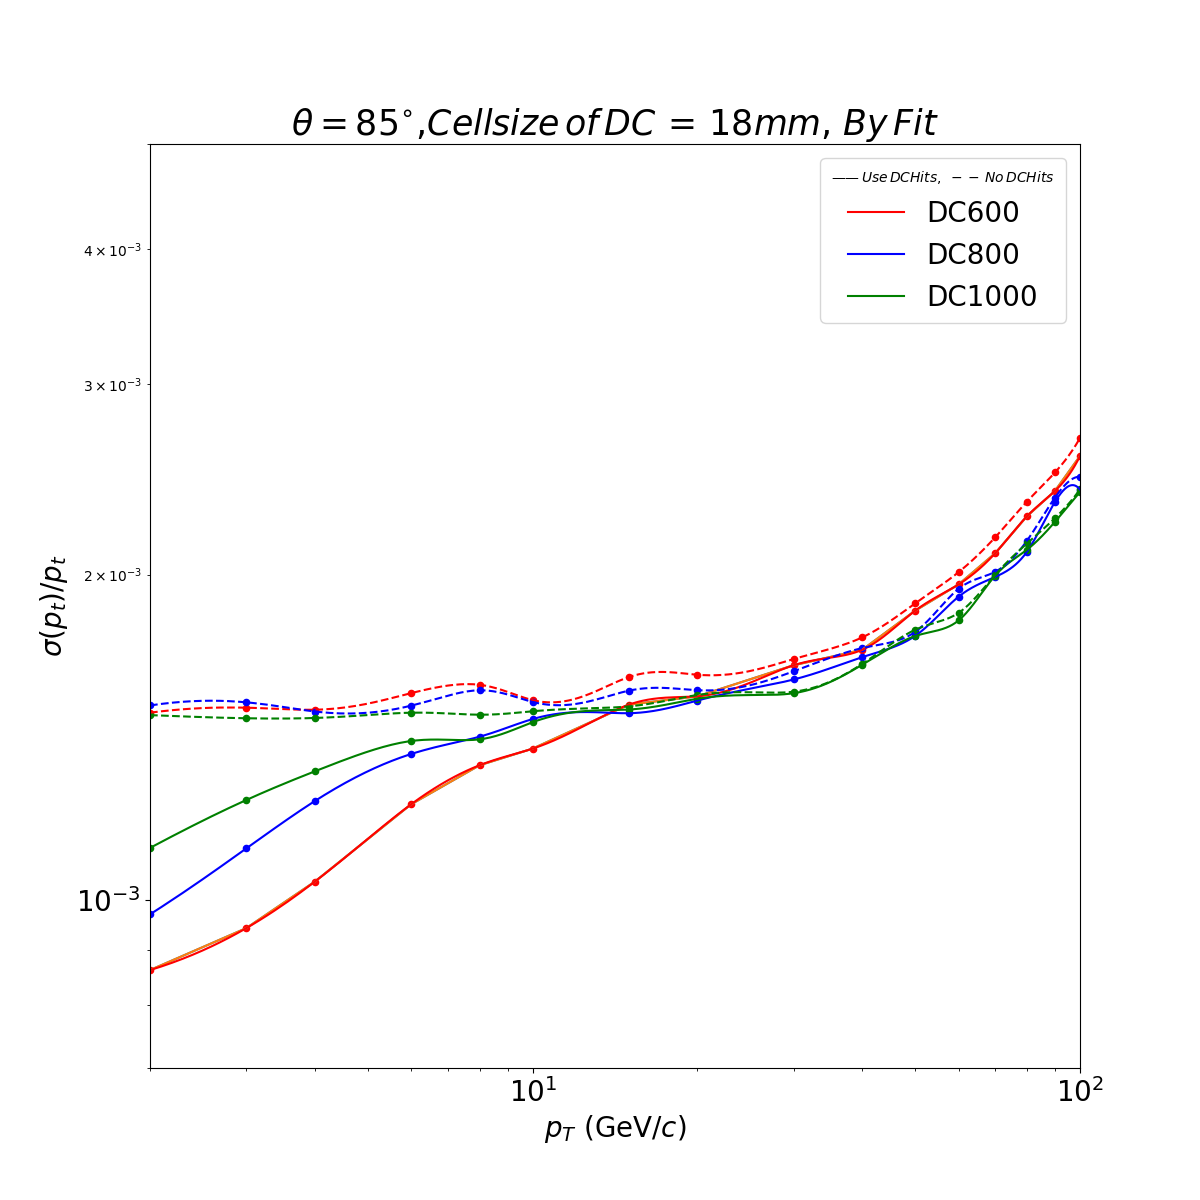 θ = 85°,Cellsize of DC = 18mm, By Fit
—— Use DCHits, – – No DCHits
DC600
DC800
DC1000
4 × 10⁻³
3 × 10⁻³
2 × 10⁻³
10⁻³
σ(pₜ)/pₜ
10¹
10²
p_T (GeV/c)